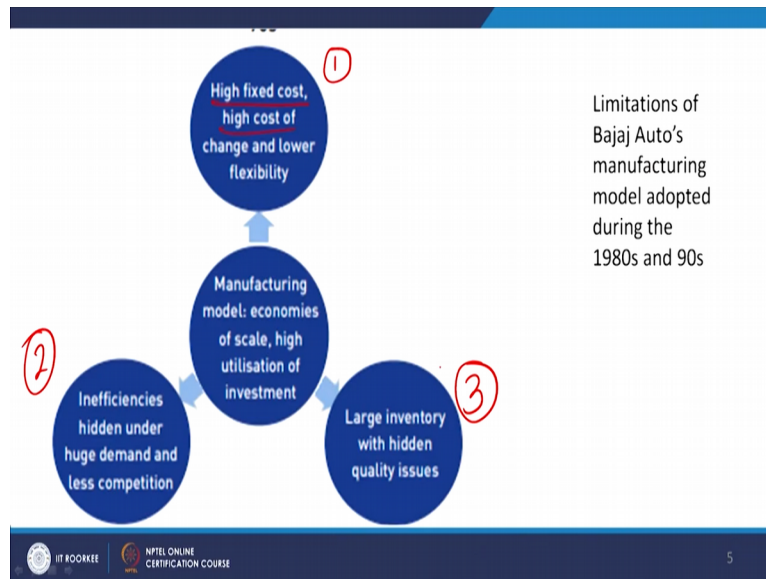 1
High fixed cost,
high cost of
change and lower
flexibility
Limitations of
Bajaj Auto's
manufacturing
model adopted
during the
1980s and 90s
Manufacturing
model: economies
of scale, high
utilisation of
investment
2
Inefficiencies
hidden under
huge demand and
less competition
3
Large inventory
with hidden
quality issues
IIT ROORKEE
NPTEL ONLINE
CERTIFICATION COURSE
5